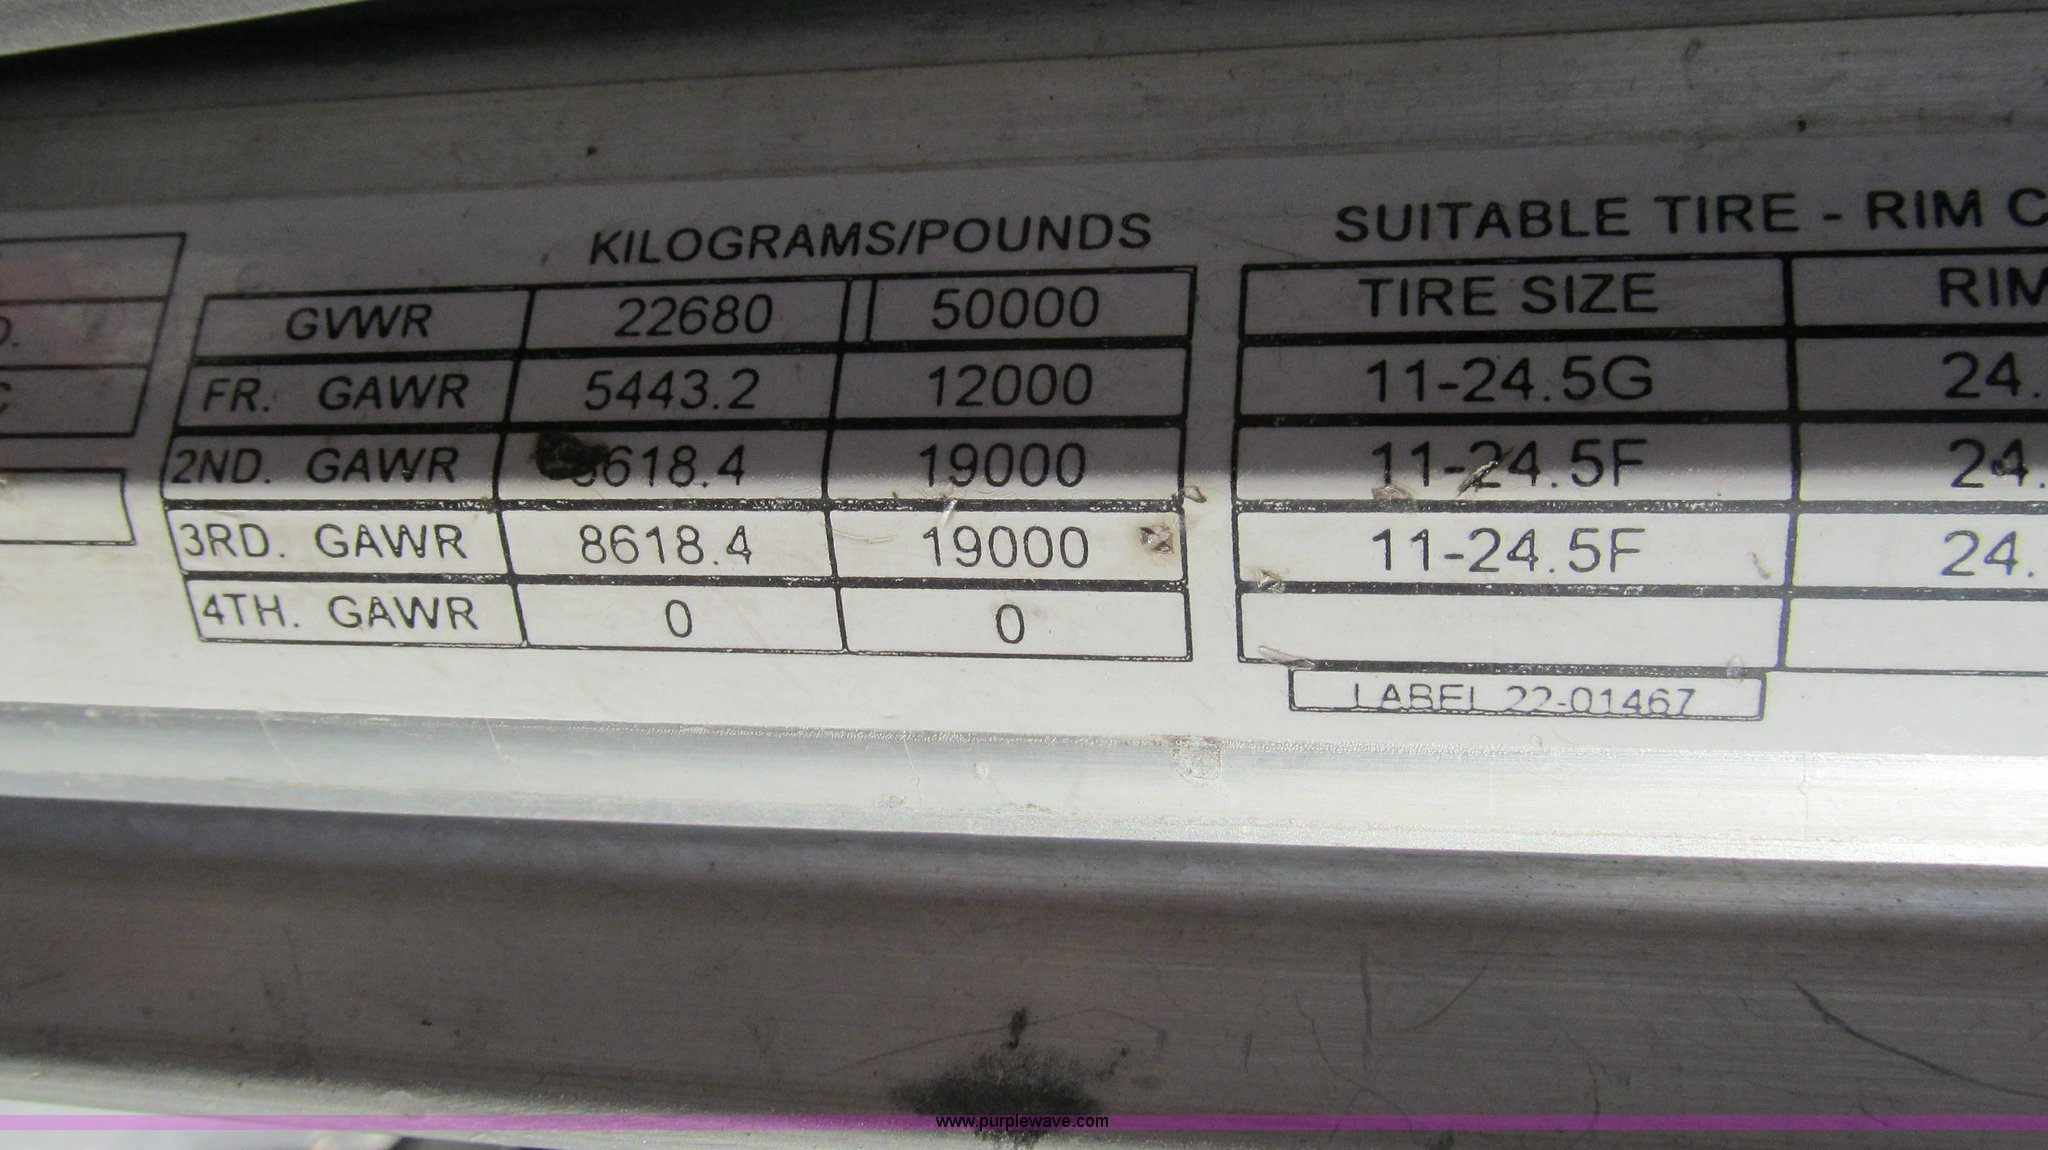 KILOGRAMS/POUNDS
GVWR 22680 50000
FR. GAWR 5443.2 12000
2ND. GAWR 8618.4 19000
3RD. GAWR 8618.4 19000
4TH. GAWR 0 0
SUITABLE TIRE - RIM C
TIRE SIZE RIM
11-24.5G 24.
11-24.5F 24.
11-24.5F 24.
LABEL 22-01467
D.
C
www.purplewave.com